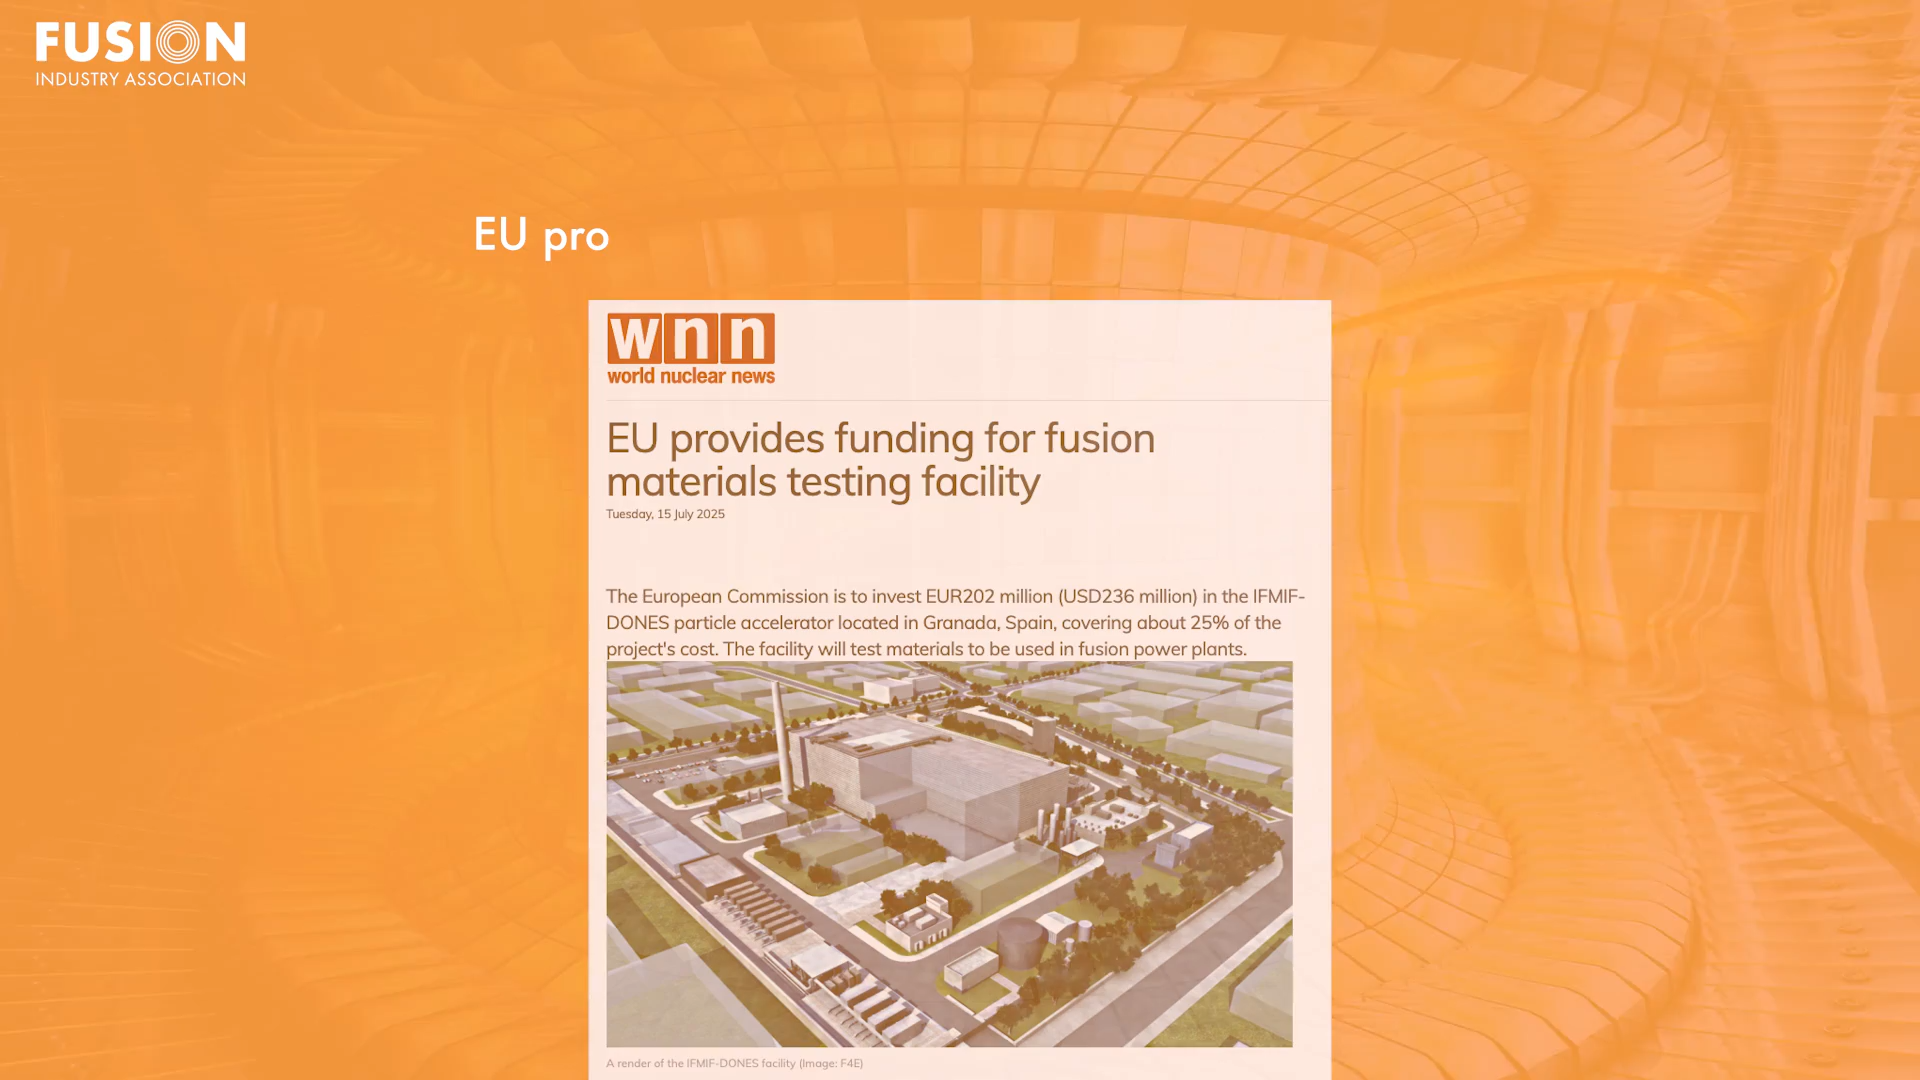 FUSION
INDUSTRY ASSOCIATION
EU pro
wnn
world nuclear news
EU provides funding for fusion
materials testing facility
Tuesday, 15 July 2025
The European Commission is to invest EUR202 million (USD236 million) in the IFMIF-
DONES particle accelerator located in Granada, Spain, covering about 25% of the
project's cost. The facility will test materials to be used in fusion power plants.
A render of the IFMIF-DONES facility (Image: F4E)